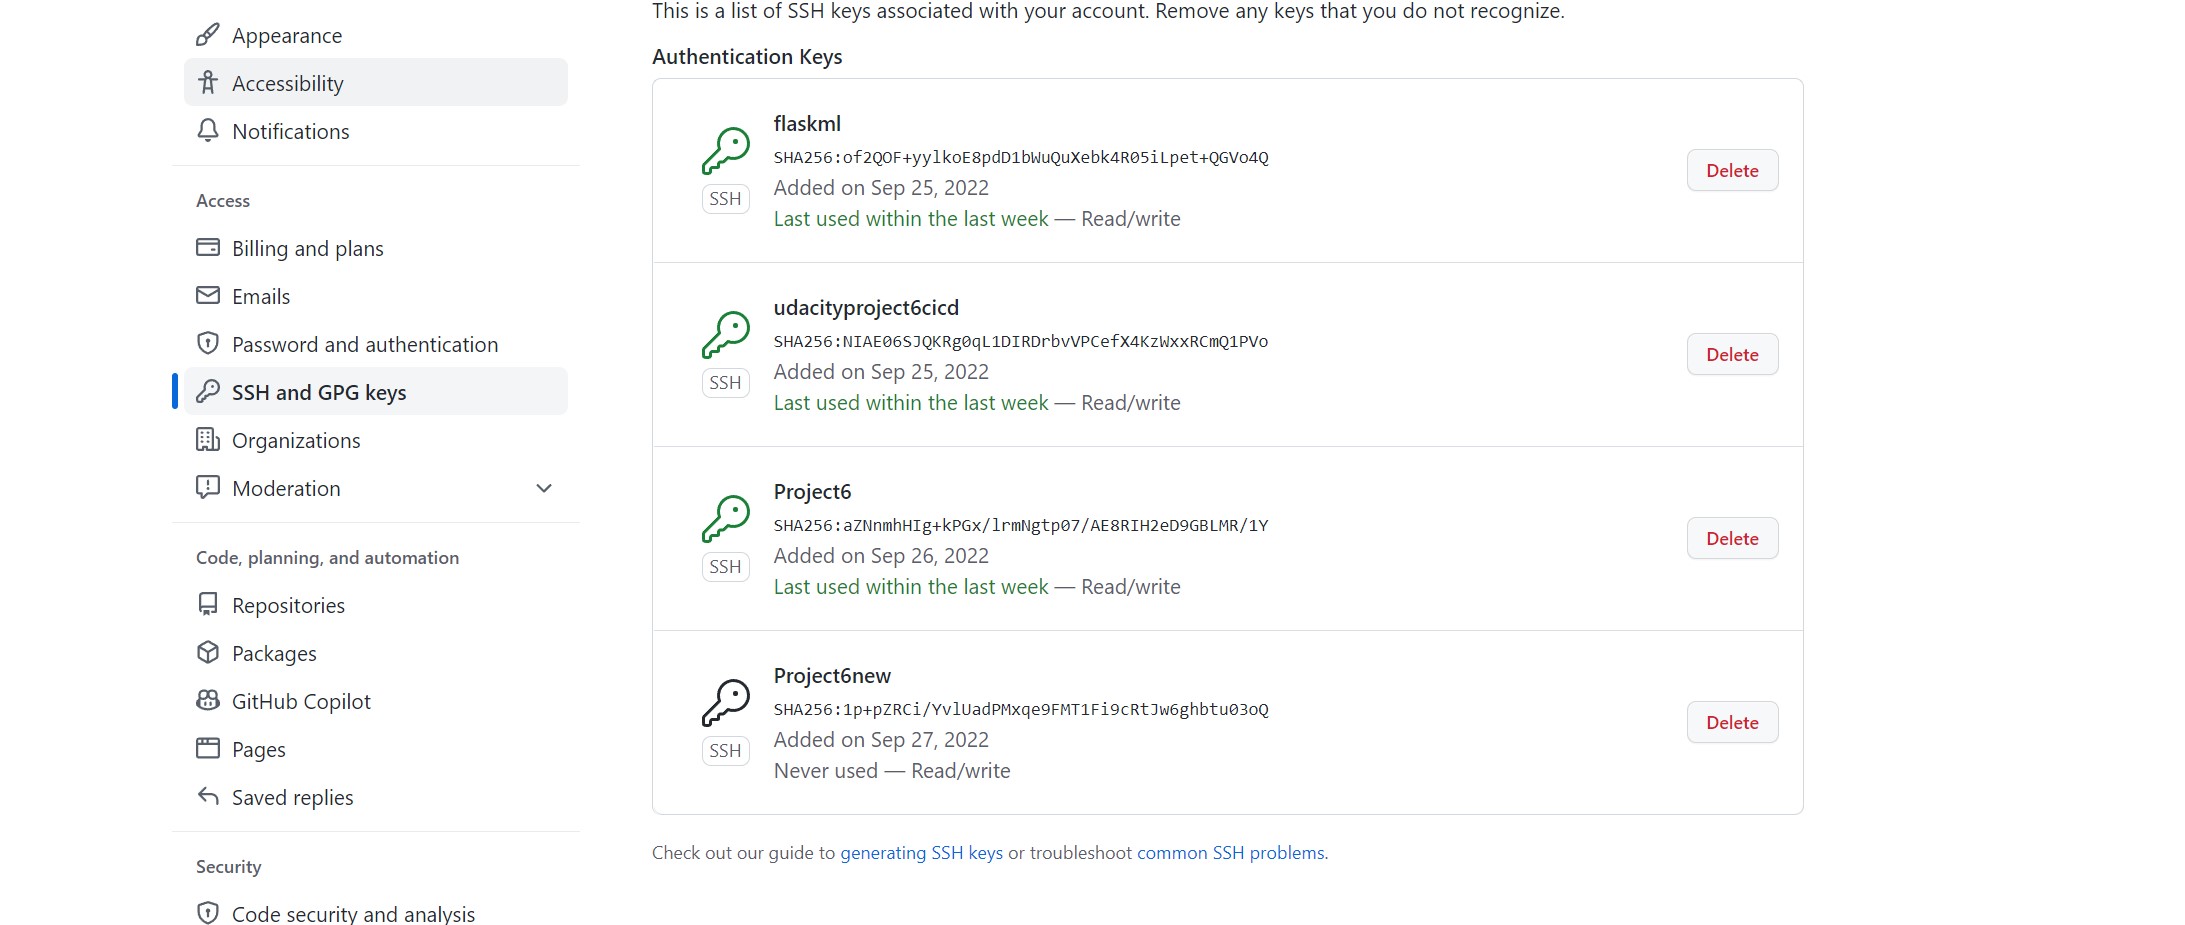 Appearance
Accessibility
Notifications
Access
Billing and plans
Emails
Password and authentication
SSH and GPG keys
Organizations
Moderation
Code, planning, and automation
Repositories
Packages
GitHub Copilot
Pages
Saved replies
Security
Code security and analysis
This is a list of SSH keys associated with your account. Remove any keys that you do not recognize.
Authentication Keys
flaskml
SHA256:of2QOF+yylkoE8pdD1bWuQuXebk4R05iLpet+QGVo4Q
Added on Sep 25, 2022
Last used within the last week — Read/write
SSH
Delete
udacityproject6cicd
SHA256:NIAE06SJQKRg0qL1DIRDrbvVPCefX4KzWxxRCmQ1PVo
Added on Sep 25, 2022
Last used within the last week — Read/write
SSH
Delete
Project6
SHA256:aZNnmhHIg+kPGx/lrmNgtp07/AE8RIH2eD9GBLMR/1Y
Added on Sep 26, 2022
Last used within the last week — Read/write
SSH
Delete
Project6new
SHA256:1p+pZRCi/YvlUadPMxqe9FMT1Fi9cRtJw6ghbtu03oQ
Added on Sep 27, 2022
Never used — Read/write
SSH
Delete
Check out our guide to generating SSH keys or troubleshoot common SSH problems.